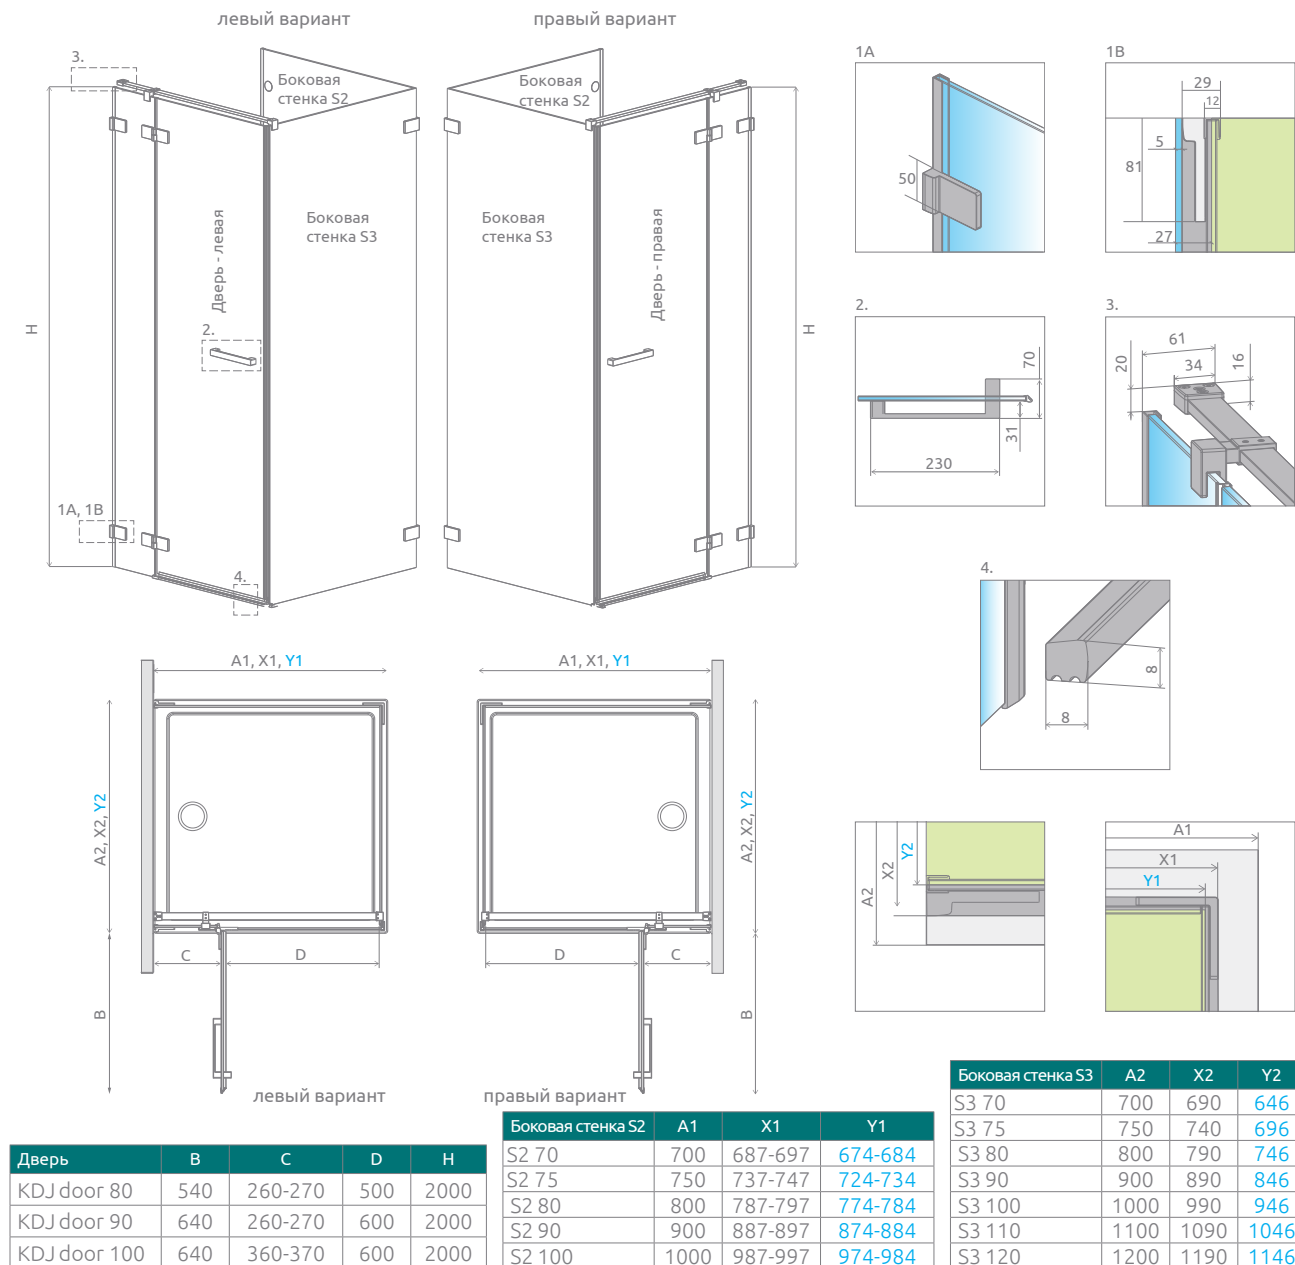 левый вариант
правый вариант
3.
Боковая
стенка S2
Боковая
стенка S3
Дверь - левая
H
2.
1A, 1B
4.
Боковая
стенка S2
Боковая
стенка S3
Дверь - правая
H
1A
50
1B
29
12
5
81
27
2.
70
31
230
3.
61
34
20
16
4.
8
8
A1, X1, Y1
A2, X2, Y2
C
D
B
левый вариант
A1, X1, Y1
A2, X2, Y2
D
C
B
правый вариант
Y2
X2
A2
A1
X1
Y1
Дверь B C D H
KDJ door 80 540 260-270 500 2000
KDJ door 90 640 260-270 600 2000
KDJ door 100 640 360-370 600 2000
Боковая стенка S2 A1 X1 Y1
S2 70 700 687-697 674-684
S2 75 750 737-747 724-734
S2 80 800 787-797 774-784
S2 90 900 887-897 874-884
S2 100 1000 987-997 974-984
Боковая стенка S3 A2 X2 Y2
S3 70 700 690 646
S3 75 750 740 696
S3 80 800 790 746
S3 90 900 890 846
S3 100 1000 990 946
S3 110 1100 1090 1046
S3 120 1200 1190 1146